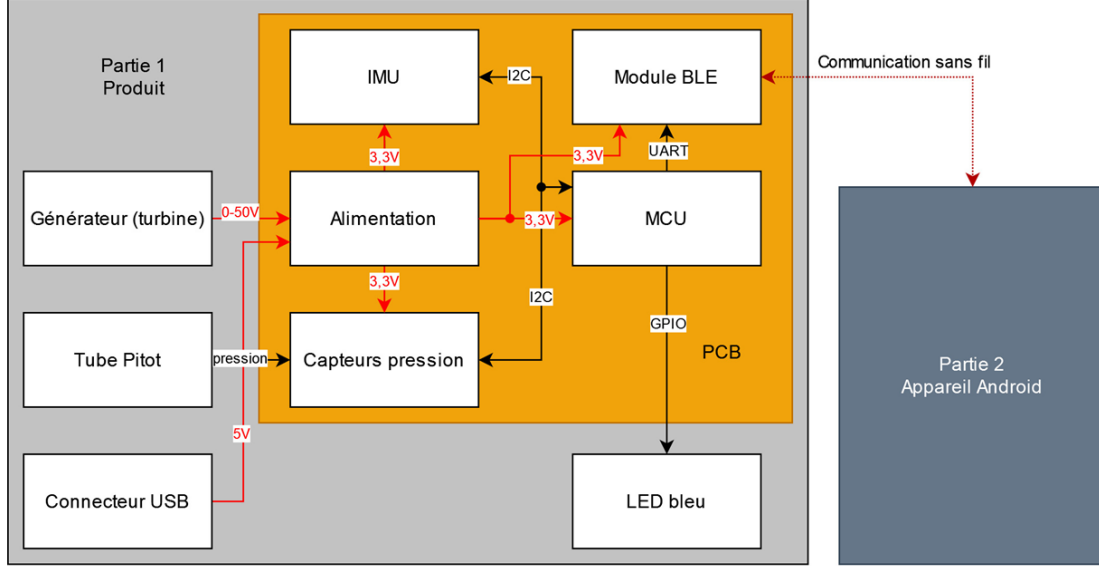 Partie 1
Produit
IMU
I2C
Module BLE
Communication sans fil
3,3V
3,3V
UART
Générateur (turbine)
0-50V
Alimentation
3,3V
MCU
3,3V
I2C
GPIO
Tube Pitot
pression
Capteurs pression
PCB
Partie 2
Appareil Android
5V
Connecteur USB
LED bleu